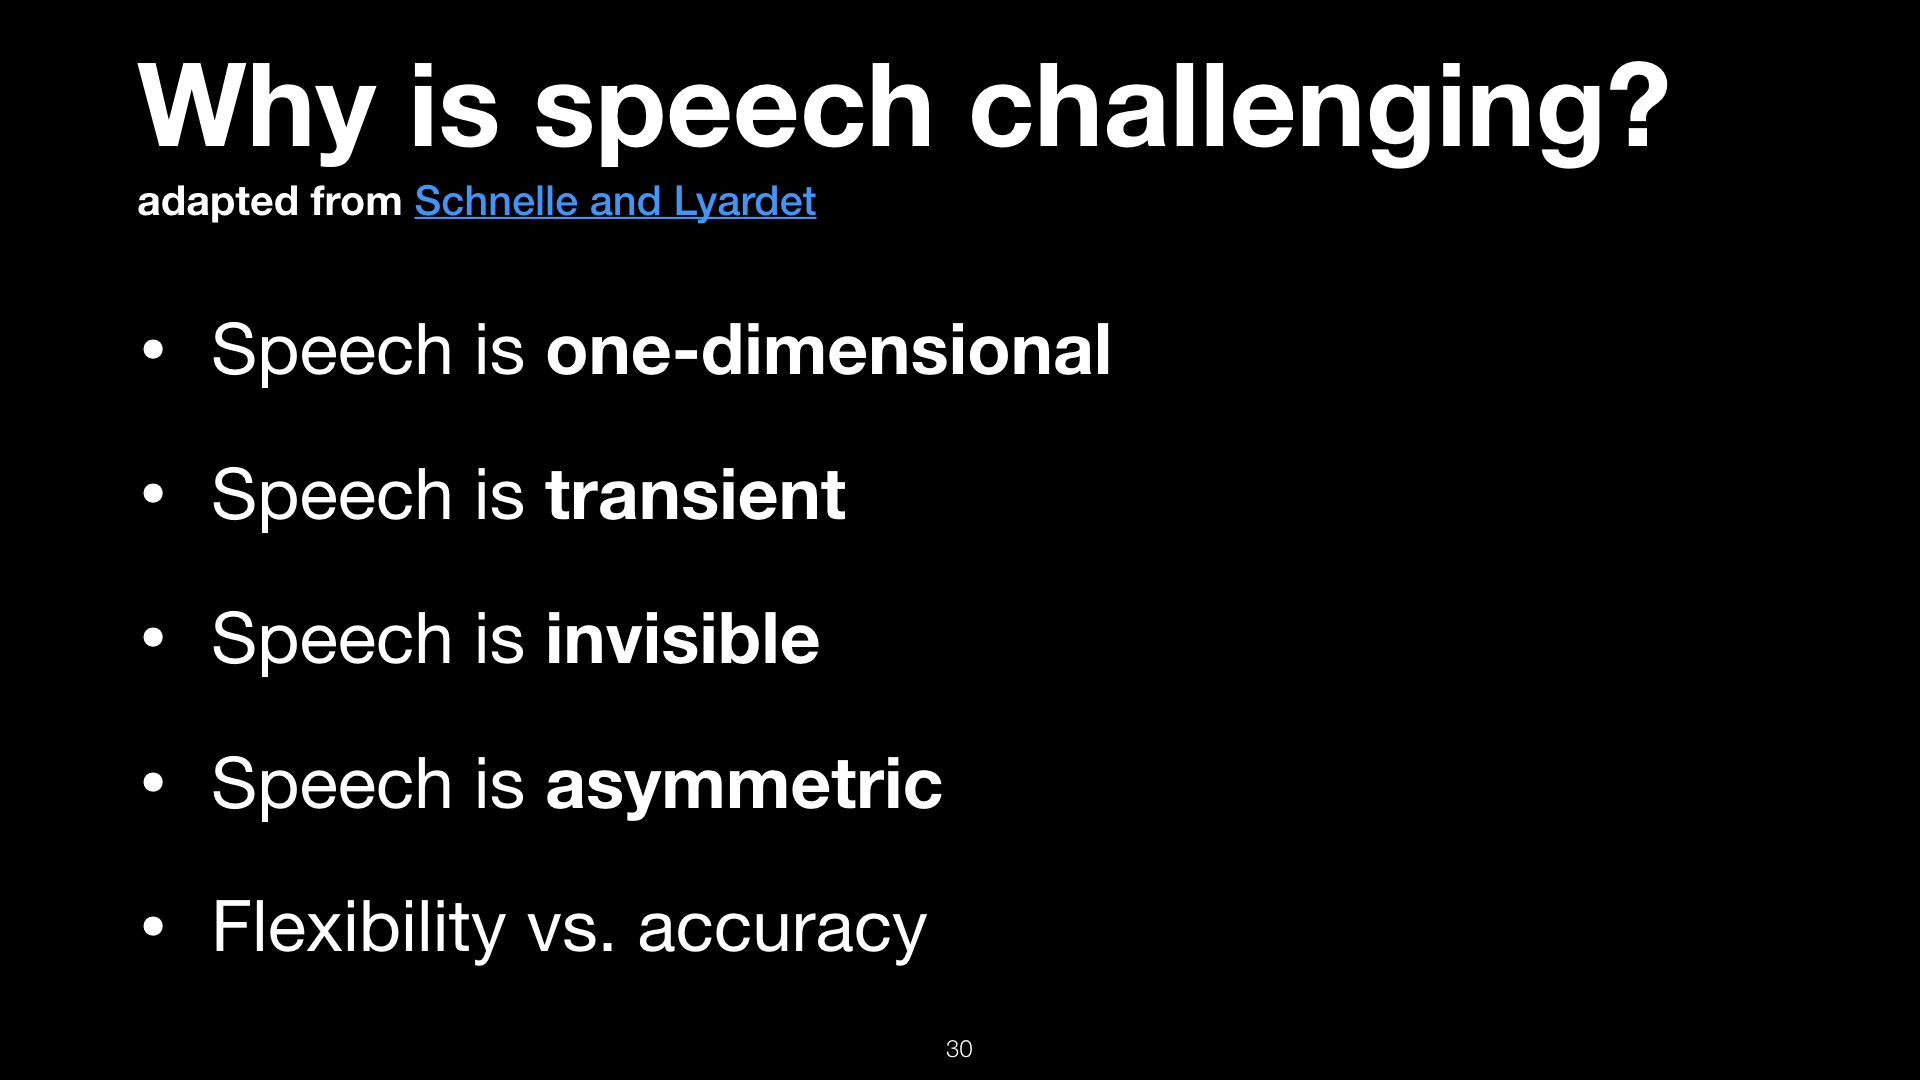 Why is speech challenging?
adapted from Schnelle and Lyardet
• Speech is one-dimensional
• Speech is transient
• Speech is invisible
• Speech is asymmetric
• Flexibility vs. accuracy
30